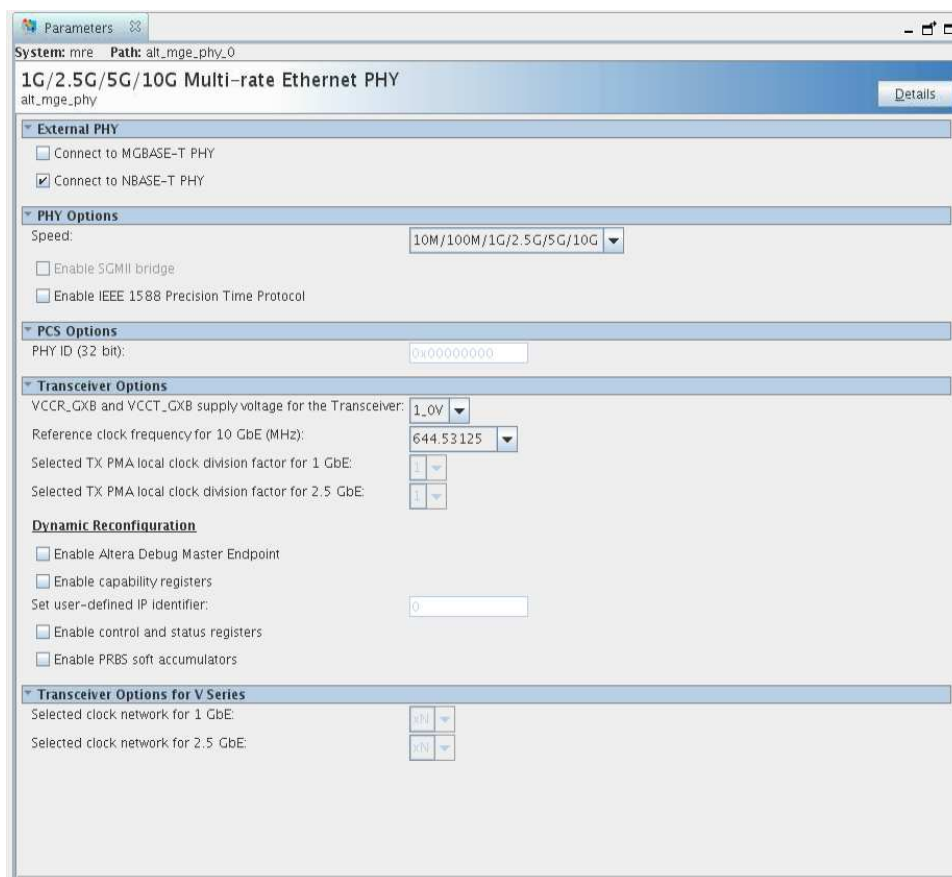 Parameters
System: mre Path: alt_mge_phy_0
1G/2.5G/5G/10G Multi-rate Ethernet PHY
alt_mge_phy
Details
External PHY
Connect to MGBASE-T PHY
Connect to NBASE-T PHY
PHY Options
Speed: 10M/100M/1G/2.5G/5G/10G
Enable SGMII bridge
Enable IEEE 1588 Precision Time Protocol
PCS Options
PHY ID (32 bit): 0x00000000
Transceiver Options
VCCR_GXB and VCCT_GXB supply voltage for the Transceiver: 1_0V
Reference clock frequency for 10 GbE (MHz): 644.53125
Selected TX PMA local clock division factor for 1 GbE: 1
Selected TX PMA local clock division factor for 2.5 GbE: 1
Dynamic Reconfiguration
Enable Altera Debug Master Endpoint
Enable capability registers
Set user-defined IP identifier: 0
Enable control and status registers
Enable PRBS soft accumulators
Transceiver Options for V Series
Selected clock network for 1 GbE: xN
Selected clock network for 2.5 GbE: xN